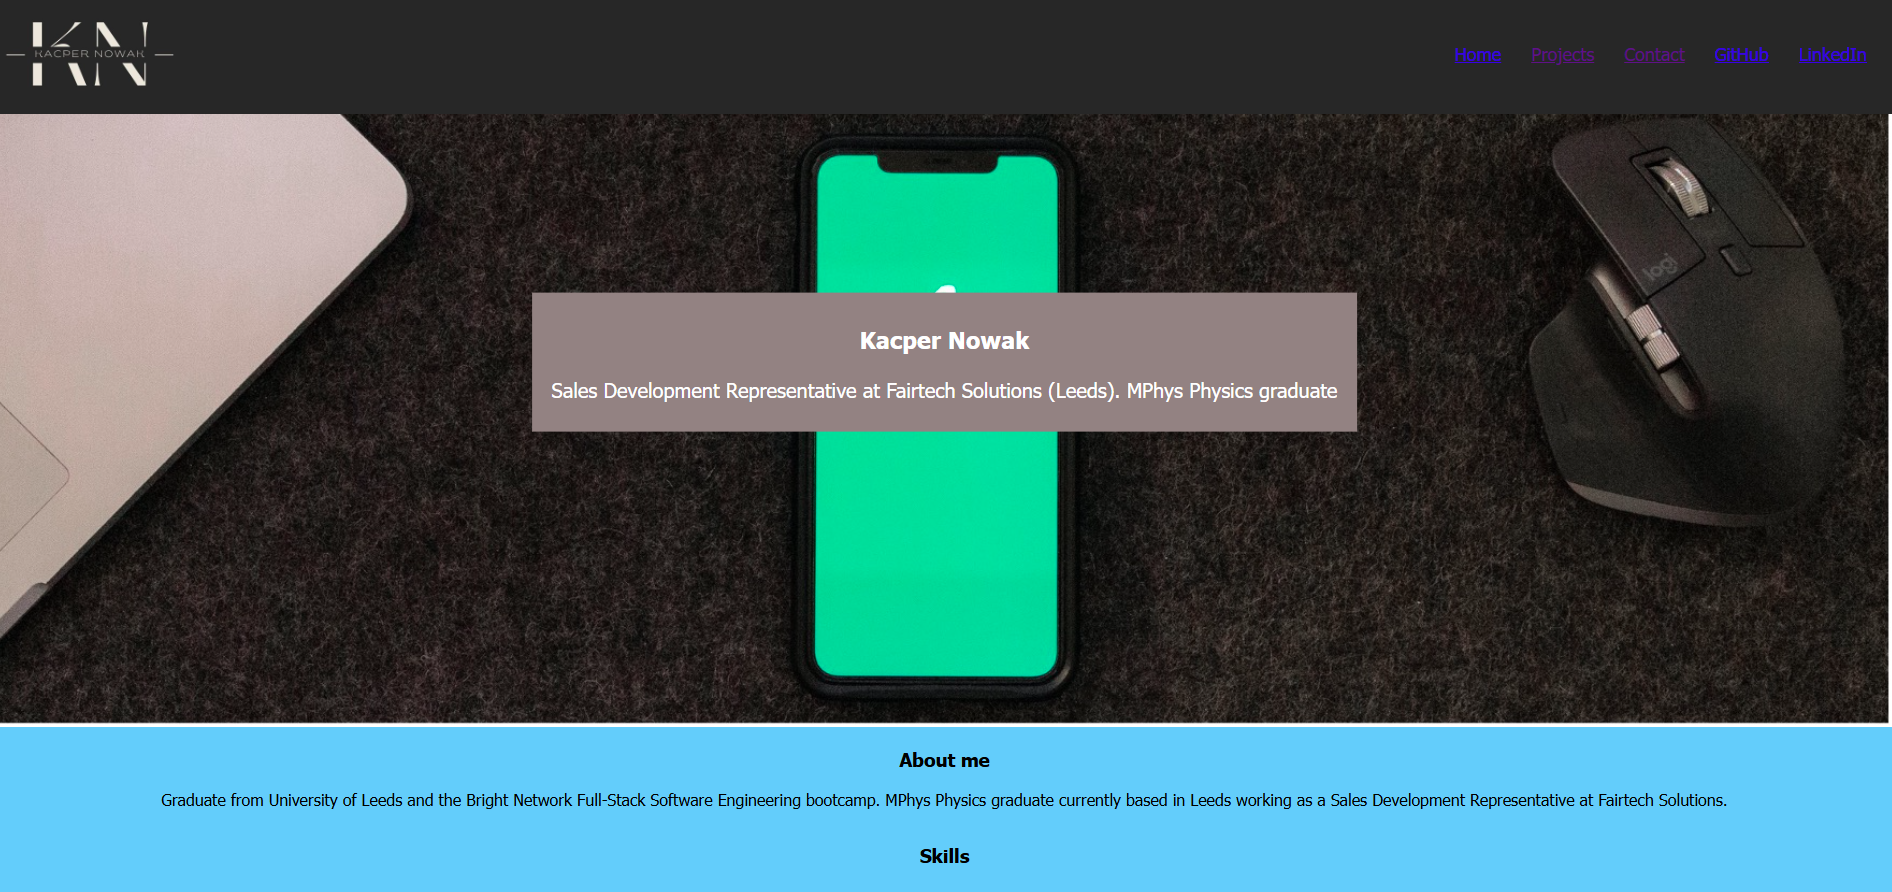 KN
KACPER NOWAK
Home Projects Contact GitHub LinkedIn
logi
Kacper Nowak
Sales Development Representative at Fairtech Solutions (Leeds). MPhys Physics graduate
About me
Graduate from University of Leeds and the Bright Network Full-Stack Software Engineering bootcamp. MPhys Physics graduate currently based in Leeds working as a Sales Development Representative at Fairtech Solutions.
Skills